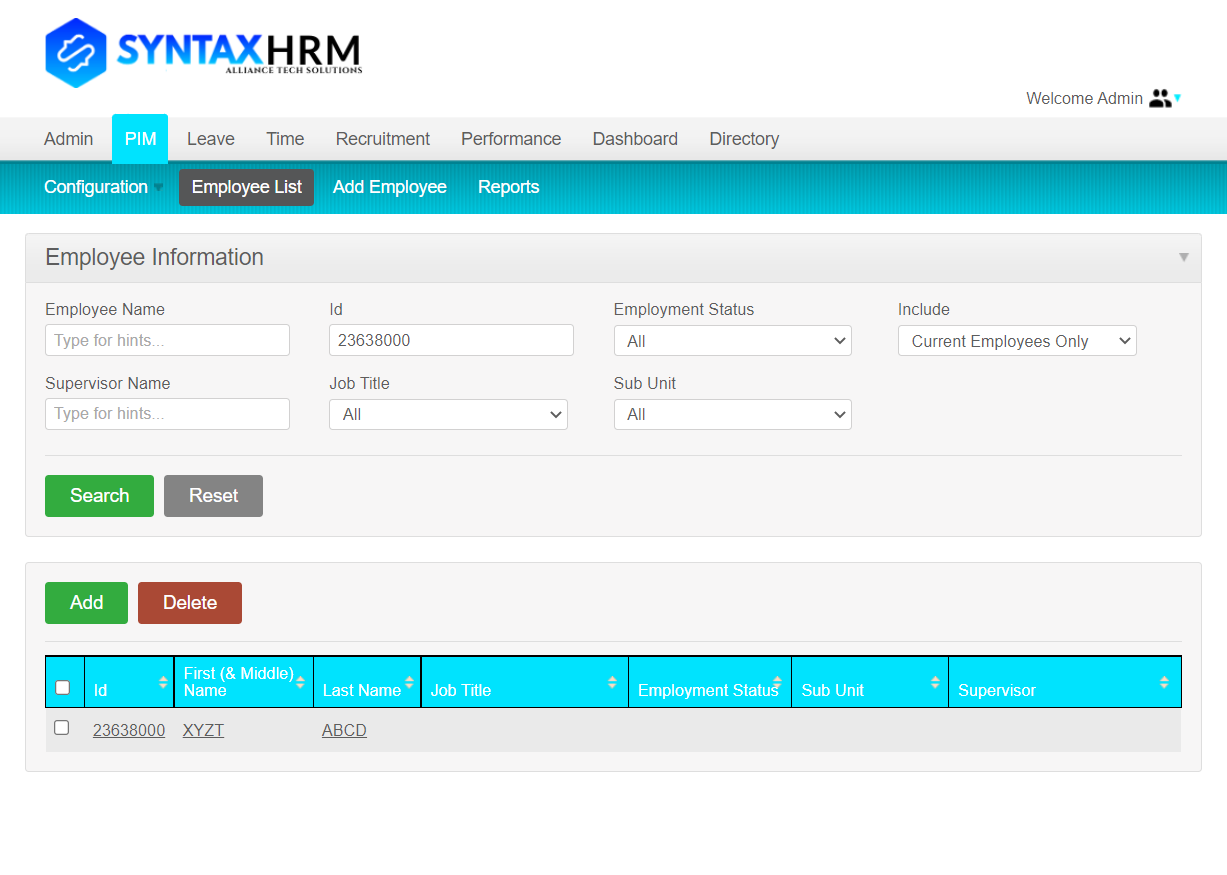 SYNTAXHRM
ALLIANCE TECH SOLUTIONS
Welcome Admin
Admin PIM Leave Time Recruitment Performance Dashboard Directory
Configuration Employee List Add Employee Reports
Employee Information
Employee Name Id Employment Status Include
Type for hints... 23638000 All Current Employees Only
Supervisor Name Job Title Sub Unit
Type for hints... All All
Search Reset
Add Delete
First (& Middle)
Id Name Last Name Job Title Employment Status Sub Unit Supervisor
23638000 XYZT ABCD